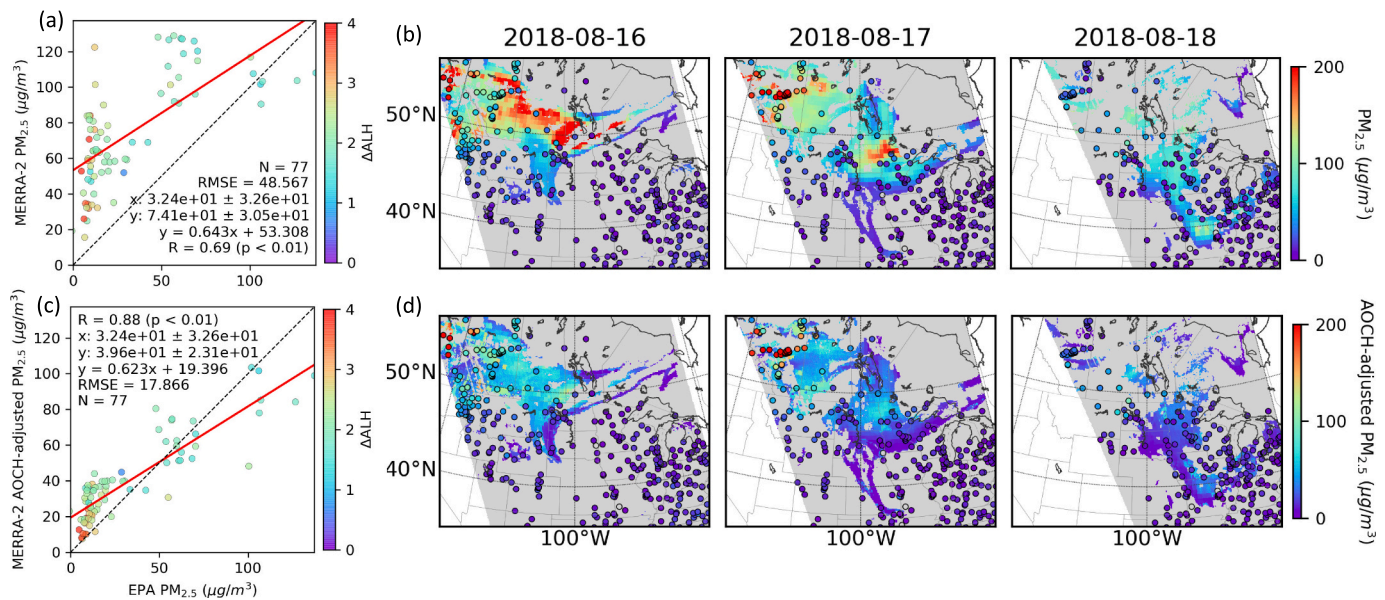 (a)
MERRA-2 PM2.5 (μg/m³)
120
100
80
60
40
20
0
0
50
100
N = 77
RMSE = 48.567
x: 3.24e+01 ± 3.26e+01
y: 7.41e+01 ± 3.05e+01
y = 0.643x + 53.308
R = 0.69 (p < 0.01)
4
3
2
1
0
ΔALH
(b)
2018-08-16
2018-08-17
2018-08-18
50°N
40°N
200
100
0
PM2.5 (μg/m³)
(c)
MERRA-2 AOCH-adjusted PM2.5 (μg/m³)
120
100
80
60
40
20
0
0
50
100
EPA PM2.5 (μg/m³)
R = 0.88 (p < 0.01)
x: 3.24e+01 ± 3.26e+01
y: 3.96e+01 ± 2.31e+01
y = 0.623x + 19.396
RMSE = 17.866
N = 77
4
3
2
1
0
ΔALH
(d)
50°N
40°N
100°W
100°W
100°W
200
100
0
AOCH-adjusted PM2.5 (μg/m³)